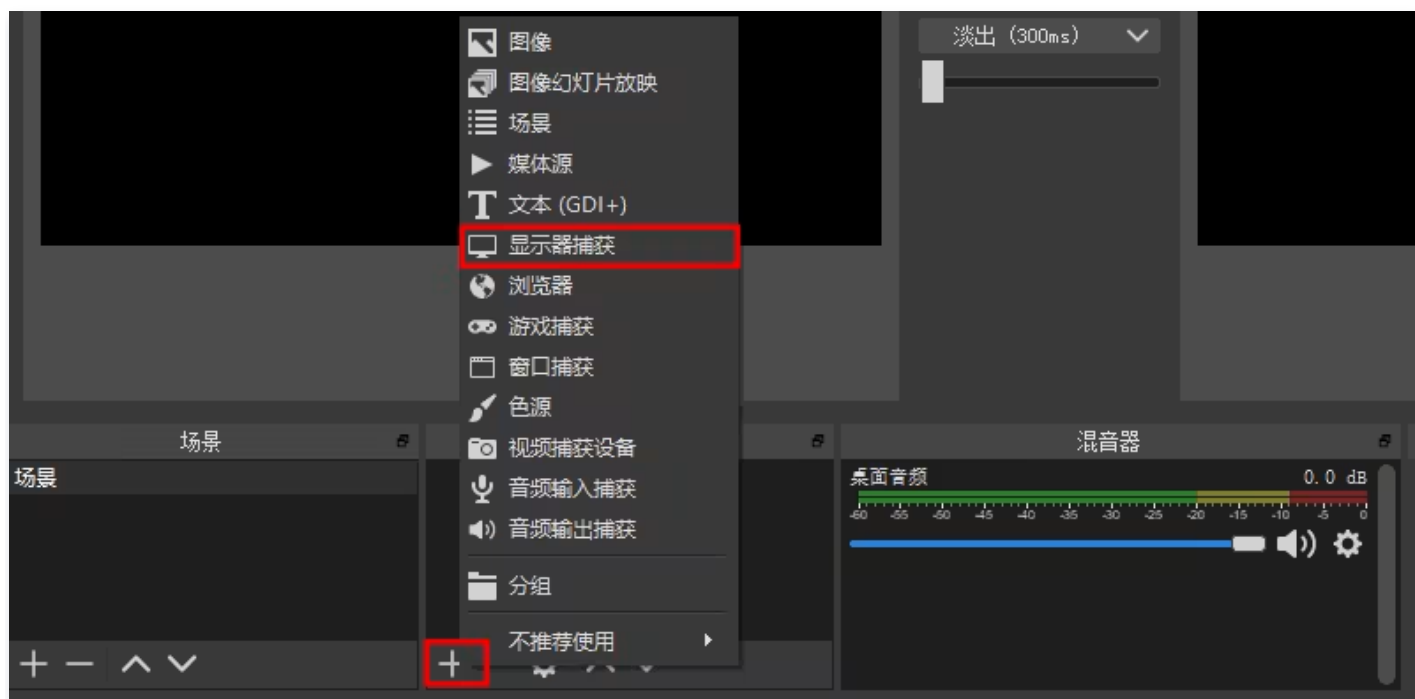 图像
图像幻灯片放映
场景
媒体源
文本 (GDI+)
显示器捕获
浏览器
游戏捕获
窗口捕获
色源
视频捕获设备
音频输入捕获
音频输出捕获
分组
不推荐使用
淡出 (300ms)
场景
场景
混音器
桌面音频 0.0 dB
-60 -55 -50 -45 -40 -35 -30 -25 -20 -15 -10 -5 0